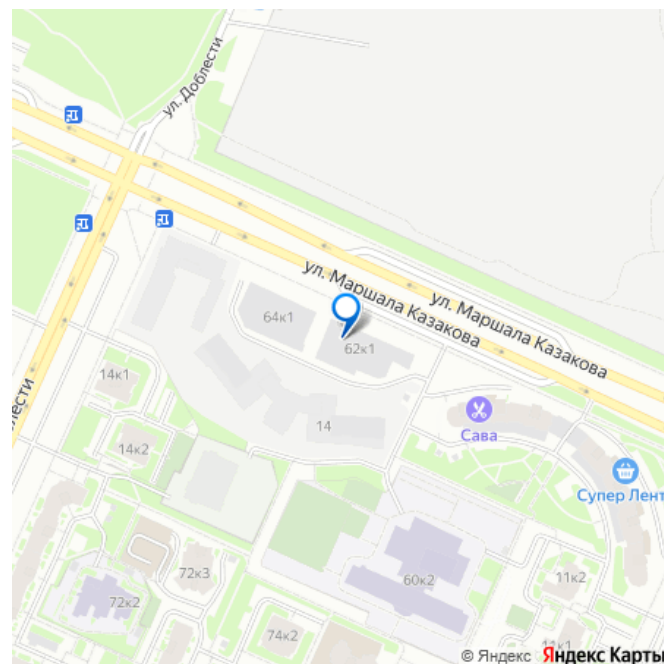 ул. Доблести
ул. Маршала Казакова
ул. Маршала Казакова
64к1
62к1
14к1
лести
14
Сава
14к2
Супер Лент
72к3
60к2
11к2
72к2
74к2
11к1
© Яндекс Яндекс Карты